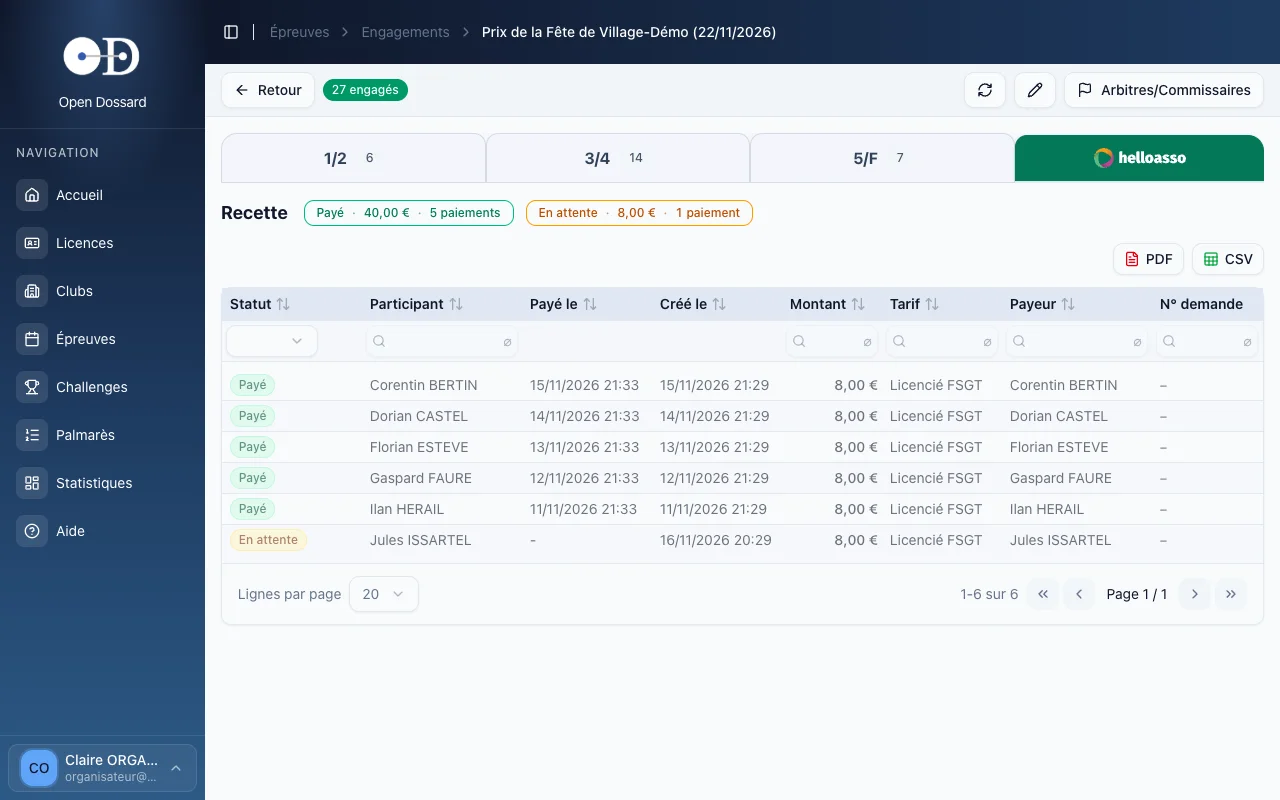 OD
Open Dossard
NAVIGATION
Accueil
Licences
Clubs
Épreuves
Challenges
Palmarès
Statistiques
Aide
CO
Claire ORGA...
organisateur@...
Épreuves > Engagements > Prix de la Fête de Village-Démo (22/11/2026)
Retour 27 engagés Arbitres/Commissaires
1/2 6 3/4 14 5/F 7 helloasso
Recette Payé · 40,00 € · 5 paiements En attente · 8,00 € · 1 paiement
PDF CSV
Statut Participant Payé le Créé le Montant Tarif Payeur N° demande
Payé Corentin BERTIN 15/11/2026 21:33 15/11/2026 21:29 8,00 € Licencié FSGT Corentin BERTIN –
Payé Dorian CASTEL 14/11/2026 21:33 14/11/2026 21:29 8,00 € Licencié FSGT Dorian CASTEL –
Payé Florian ESTEVE 13/11/2026 21:33 13/11/2026 21:29 8,00 € Licencié FSGT Florian ESTEVE –
Payé Gaspard FAURE 12/11/2026 21:33 12/11/2026 21:29 8,00 € Licencié FSGT Gaspard FAURE –
Payé Ilan HERAIL 11/11/2026 21:33 11/11/2026 21:29 8,00 € Licencié FSGT Ilan HERAIL –
En attente Jules ISSARTEL - 16/11/2026 20:29 8,00 € Licencié FSGT Jules ISSARTEL –
Lignes par page 20 1-6 sur 6 « ‹ Page 1 / 1 › »